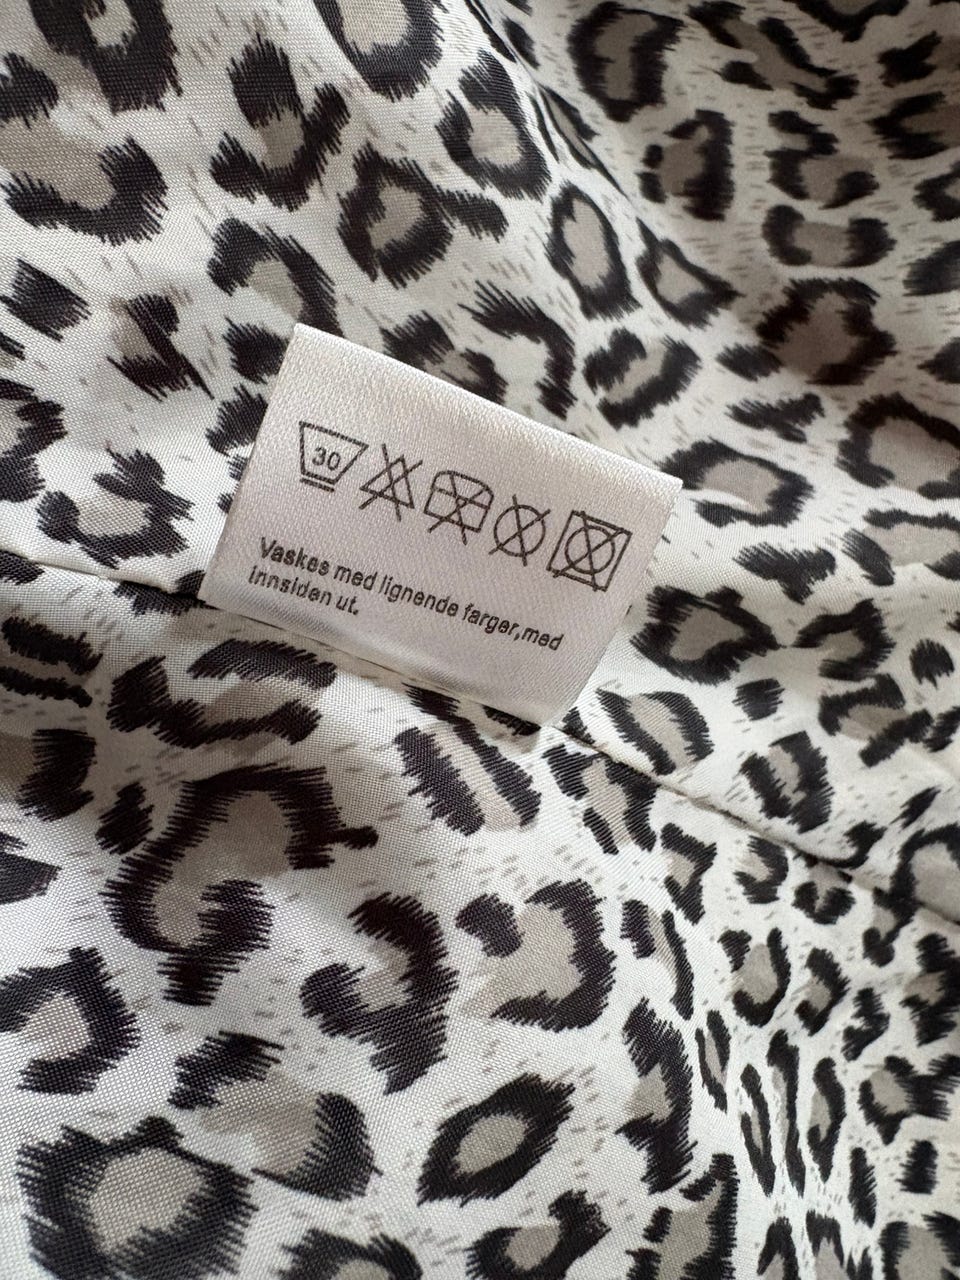 30
Vaskes med lignende farger,med
innsiden ut.